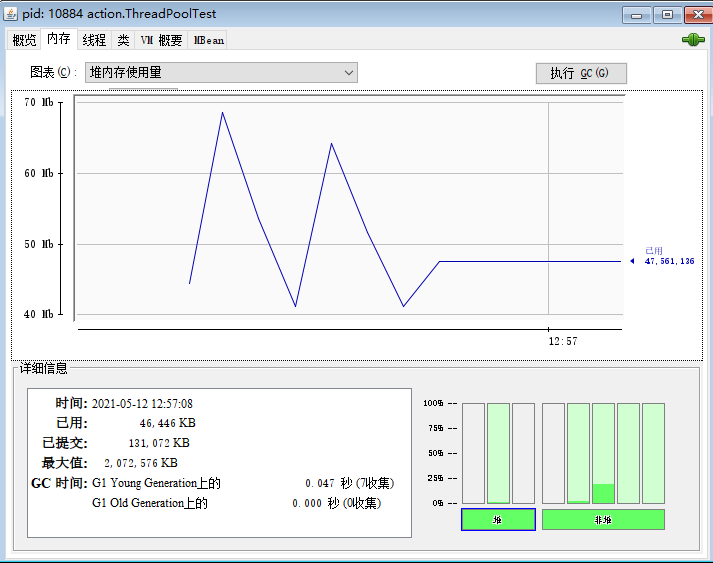 pid: 10884 action.ThreadPoolTest
概览 内存 线程 类 VM 概要 MBean
图表(C): 堆内存使用量 执行 GC(G)
70 Mb
60 Mb
50 Mb
40 Mb
已用
47,561,136
12:57
详细信息
时间: 2021-05-12 12:57:08
已用: 46,446 KB
已提交: 131,072 KB
最大值: 2,072,576 KB
GC 时间: G1 Young Generation上的 0.047 秒 (7收集)
G1 Old Generation上的 0.000 秒 (0收集)
100% --
75% --
50% --
25% --
0% --
堆 非堆